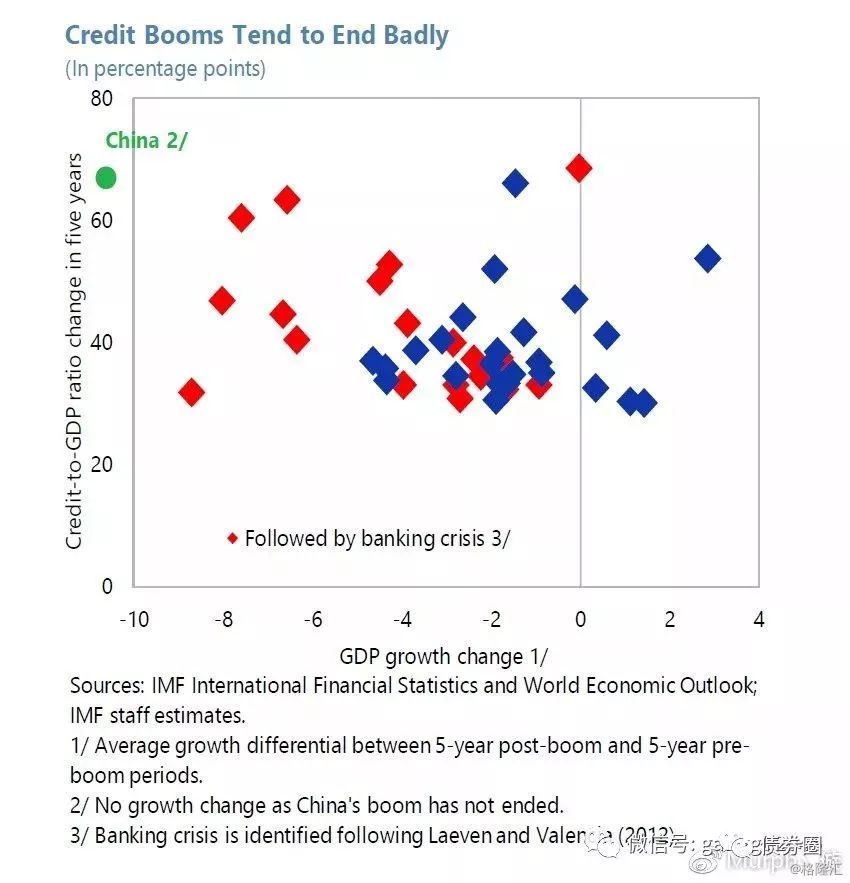 Credit Booms Tend to End Badly
(In percentage points)
80
China 2/
60
40
20
0
Credit-to-GDP ratio change in five years
Followed by banking crisis 3/
-10 -8 -6 -4 -2 0 2 4
GDP growth change 1/
Sources: IMF International Financial Statistics and World Economic Outlook;
IMF staff estimates.
1/ Average growth differential between 5-year post-boom and 5-year pre-
boom periods.
2/ No growth change as China's boom has not ended.
3/ Banking crisis is identified following Laeven and Valencia (2012).
微信号: 债券圈
@格隆汇